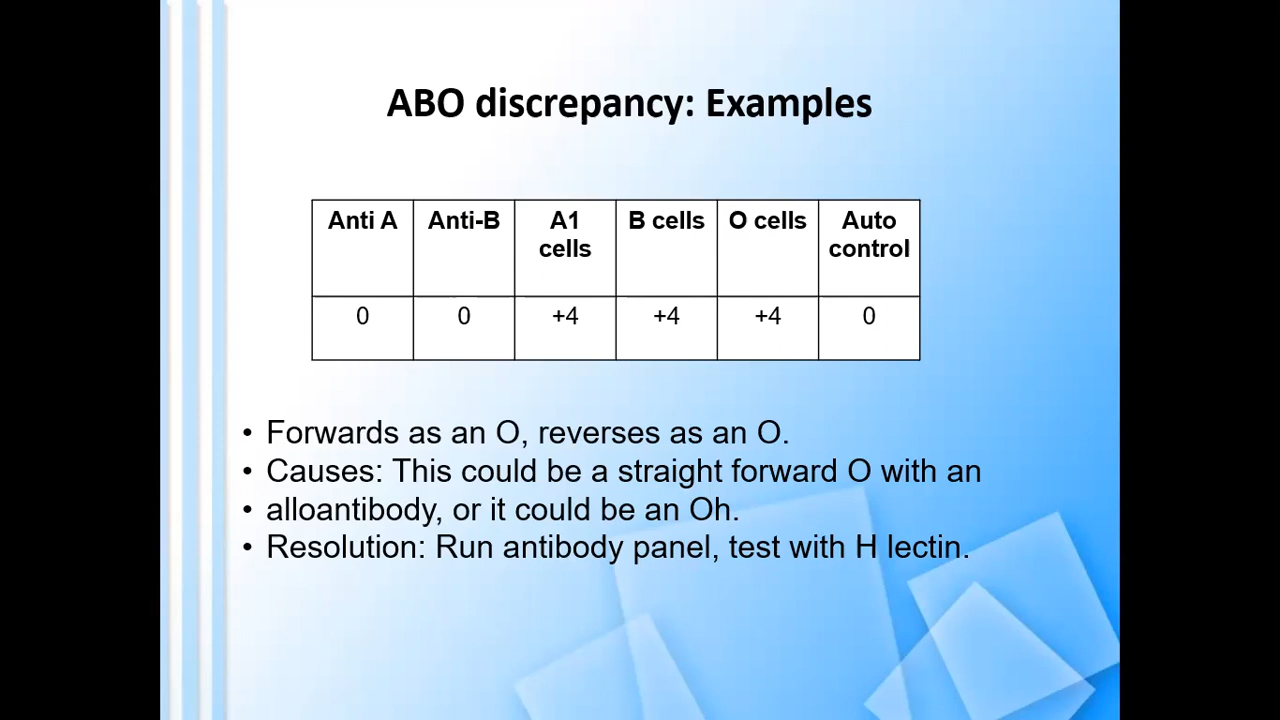 ABO discrepancy: Examples
Anti A Anti-B A1 cells B cells O cells Auto control
0 0 +4 +4 +4 0
• Forwards as an O, reverses as an O.
• Causes: This could be a straight forward O with an
• alloantibody, or it could be an Oh.
• Resolution: Run antibody panel, test with H lectin.